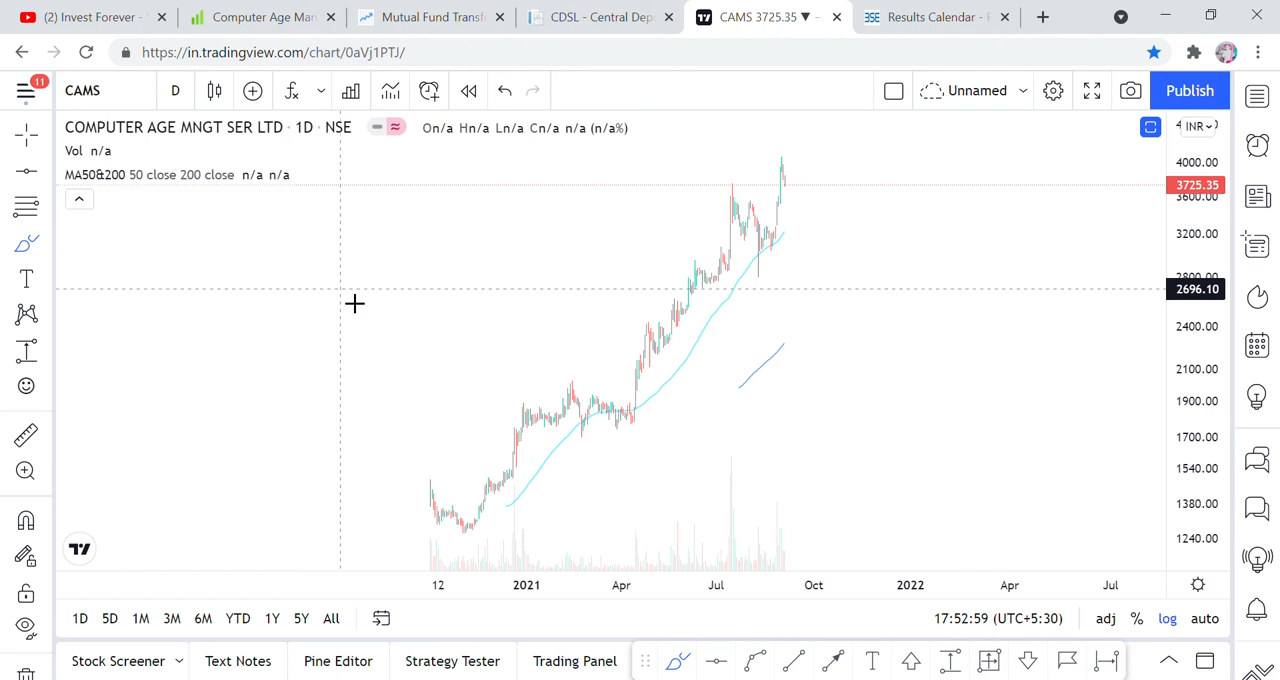 (2) Invest Forever -
Computer Age Man
Mutual Fund Transf
CDSL - Central Dep
CAMS 3725.35 ▼ -
Results Calendar -
https://in.tradingview.com/chart/0aVj1PTJ/
11
CAMS
D
Unnamed
Publish
COMPUTER AGE MNGT SER LTD · 1D · NSE
On/a Hn/a Ln/a Cn/a n/a (n/a%)
INR
Vol n/a
MA50&200 50 close 200 close n/a n/a
4000.00
3725.35
3600.00
3200.00
2800.00
2696.10
2400.00
2100.00
1900.00
1700.00
1540.00
1380.00
1240.00
12
2021
Apr
Jul
Oct
2022
Apr
Jul
1D
5D
1M
3M
6M
YTD
1Y
5Y
All
17:52:59 (UTC+5:30)
adj
%
log
auto
Stock Screener
Text Notes
Pine Editor
Strategy Tester
Trading Panel